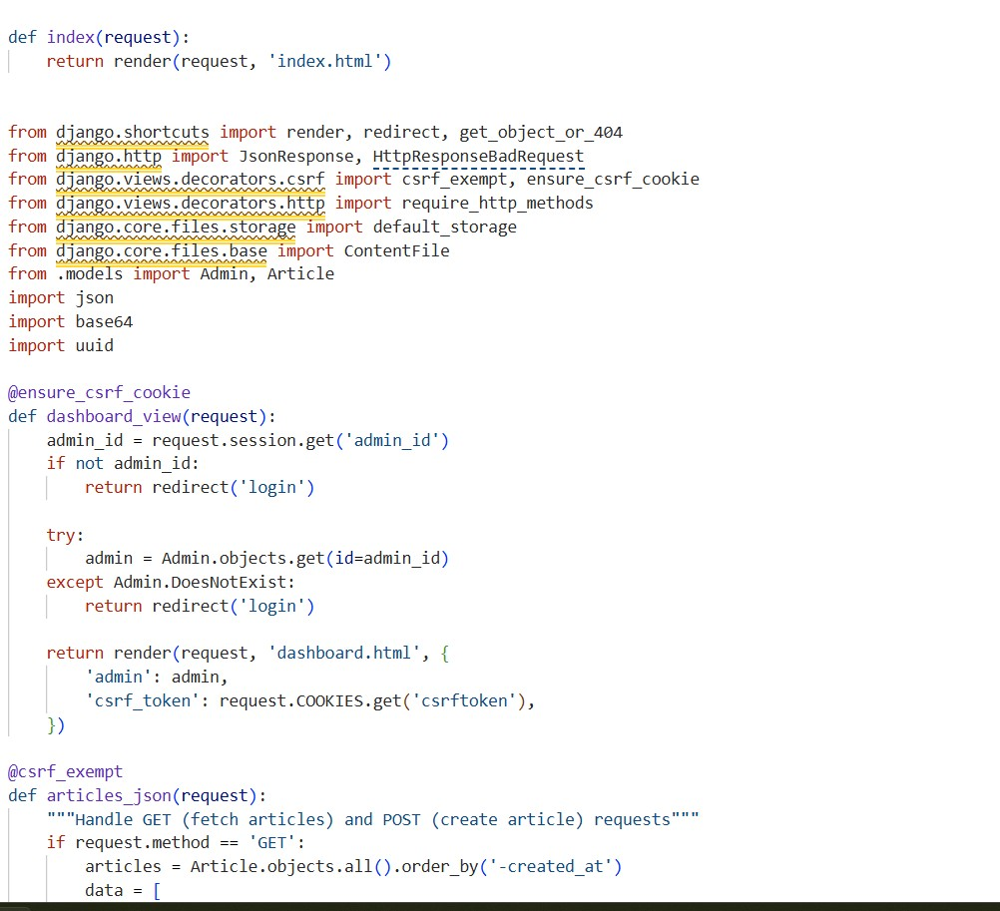 def index(request):
    return render(request, 'index.html')
from django.shortcuts import render, redirect, get_object_or_404
from django.http import JsonResponse, HttpResponseBadRequest
from django.views.decorators.csrf import csrf_exempt, ensure_csrf_cookie
from django.views.decorators.http import require_http_methods
from django.core.files.storage import default_storage
from django.core.files.base import ContentFile
from .models import Admin, Article
import json
import base64
import uuid
@ensure_csrf_cookie
def dashboard_view(request):
    admin_id = request.session.get('admin_id')
    if not admin_id:
        return redirect('login')
    try:
        admin = Admin.objects.get(id=admin_id)
    except Admin.DoesNotExist:
        return redirect('login')
    return render(request, 'dashboard.html', {
        'admin': admin,
        'csrf_token': request.COOKIES.get('csrftoken'),
    })
@csrf_exempt
def articles_json(request):
    """Handle GET (fetch articles) and POST (create article) requests"""
    if request.method == 'GET':
        articles = Article.objects.all().order_by('-created_at')
        data = [